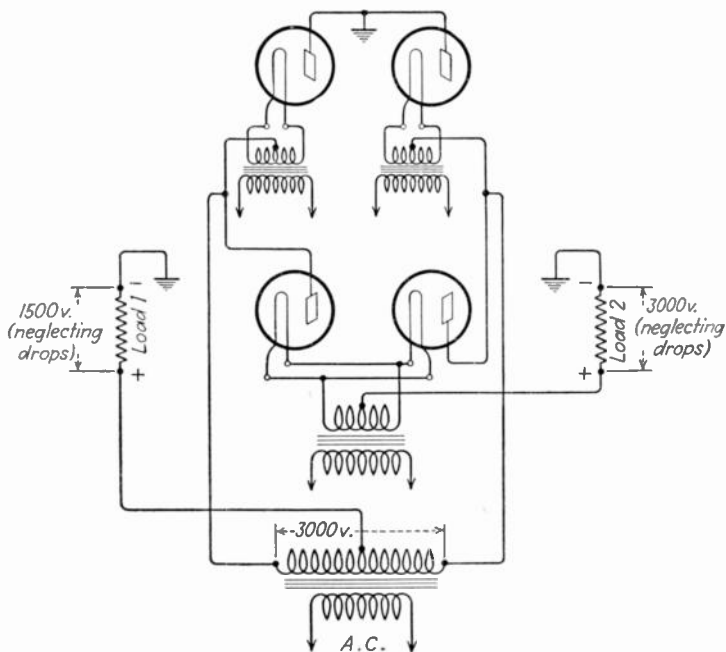 1500v.
(neglecting
drops)
-
Load 1
+
-
Load 2
+
3000v.
(neglecting
drops)
-3000v.
A.C.